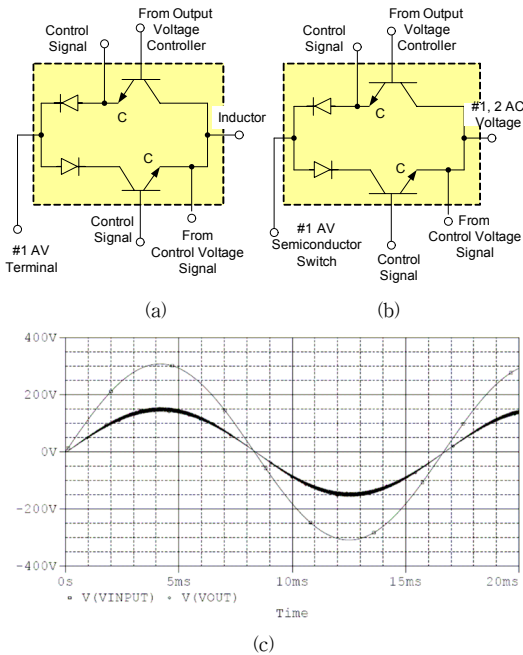 Control
Signal
From Output
Voltage
Controller
C
Inductor
C
Control
Signal
From
Control Voltage
Signal
#1 AV
Terminal
(a)
Control
Signal
From Output
Voltage
Controller
C
#1, 2 AC
Voltage
C
#1 AV
Semiconductor
Switch
Control
Signal
From
Control Voltage
Signal
(b)
400V
200V
0V
-200V
-400V
0s 5ms 10ms 15ms 20ms
V(VINPUT) V(VOUT)
Time
(c)